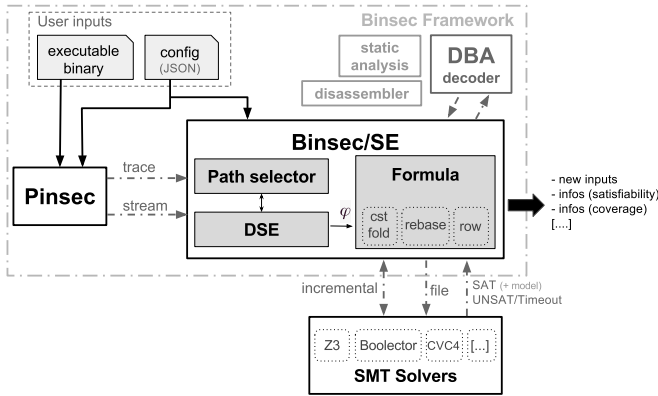 User inputs
executable
binary
config
(JSON)
Binsec Framework
static
analysis
disassembler
DBA
decoder
Pinsec
trace
stream
Binsec/SE
Path selector
DSE
φ
Formula
cst
fold
rebase
row
- new inputs
- infos (satisfiability)
- infos (coverage)
[....]
incremental
file
SAT (+ model)
UNSAT/Timeout
Z3
Boolector
CVC4
[...]
SMT Solvers